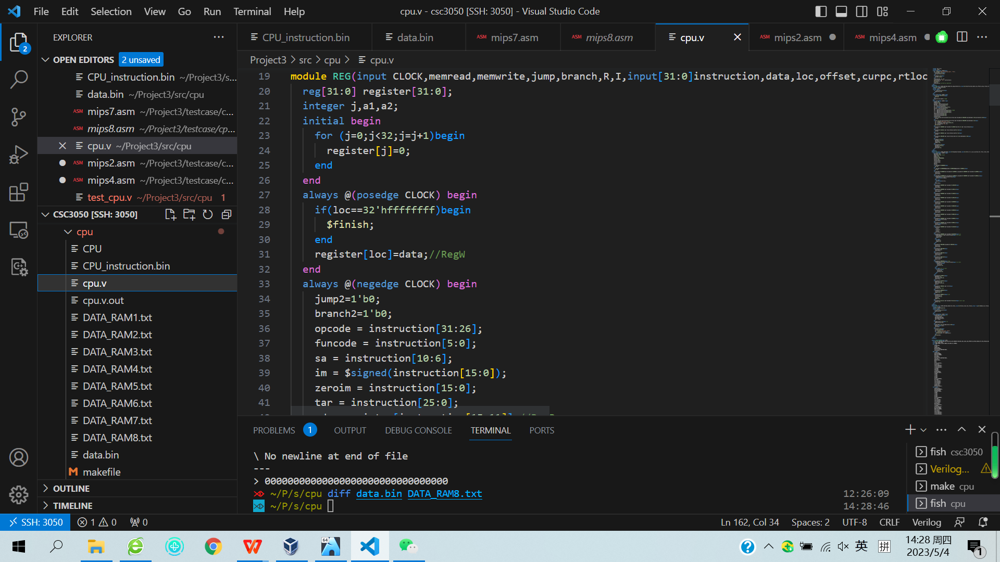 File Edit Selection View Go Run Terminal Help
cpu.v - csc3050 [SSH: 3050] - Visual Studio Code
EXPLORER
OPEN EDITORS 2 unsaved
CPU_instruction.bin ~/Project3/s...
data.bin ~/Project3/src/cpu
ASM mips7.asm ~/Project3/testcase/c...
ASM mips8.asm ~/Project3/testcase/cp...
cpu.v ~/Project3/src/cpu
ASM mips2.asm ~/Project3/testcase/c...
ASM mips4.asm ~/Project3/testcase/c...
test_cpu.v ~/Project3/src/cpu 1
CSC3050 [SSH: 3050]
cpu
CPU
CPU_instruction.bin
cpu.v
cpu.v.out
DATA_RAM1.txt
DATA_RAM2.txt
DATA_RAM3.txt
DATA_RAM4.txt
DATA_RAM5.txt
DATA_RAM6.txt
DATA_RAM7.txt
DATA_RAM8.txt
data.bin
makefile
OUTLINE
TIMELINE
2
CPU_instruction.bin data.bin ASM mips7.asm ASM mips8.asm cpu.v ASM mips2.asm ASM mips4.asm
Project3 > src > cpu > cpu.v
19 module REG(input CLOCK,memread,memwrite,jump,branch,R,I,input[31:0]instruction,data,loc,offset,curpc,rtloc
20 reg[31:0] register[31:0];
21 integer j,a1,a2;
22 initial begin
23 for (j=0;j<32;j=j+1)begin
24 register[j]=0;
25 end
26 end
27 always @(posedge CLOCK) begin
28 if(loc==32'hffffffff)begin
29 $finish;
30 end
31 register[loc]=data;//RegW
32 end
33 always @(negedge CLOCK) begin
34 jump2=1'b0;
35 branch2=1'b0;
36 opcode = instruction[31:26];
37 funcode = instruction[5:0];
38 sa = instruction[10:6];
39 im = $signed(instruction[15:0]);
40 zeroim = instruction[15:0];
41 tar = instruction[25:0];
PROBLEMS 1 OUTPUT DEBUG CONSOLE TERMINAL PORTS
\ No newline at end of file
---
> 00000000000000000000000000000000
~/P/s/cpu diff data.bin DATA_RAM8.txt 12:26:09
~/P/s/cpu 14:28:46
fish csc3050
Verilog...
make cpu
fish cpu
SSH: 3050 1 0 0
Ln 162, Col 34 Spaces: 2 UTF-8 CRLF Verilog
64
英 拼
14:28 周四
2023/5/4
1